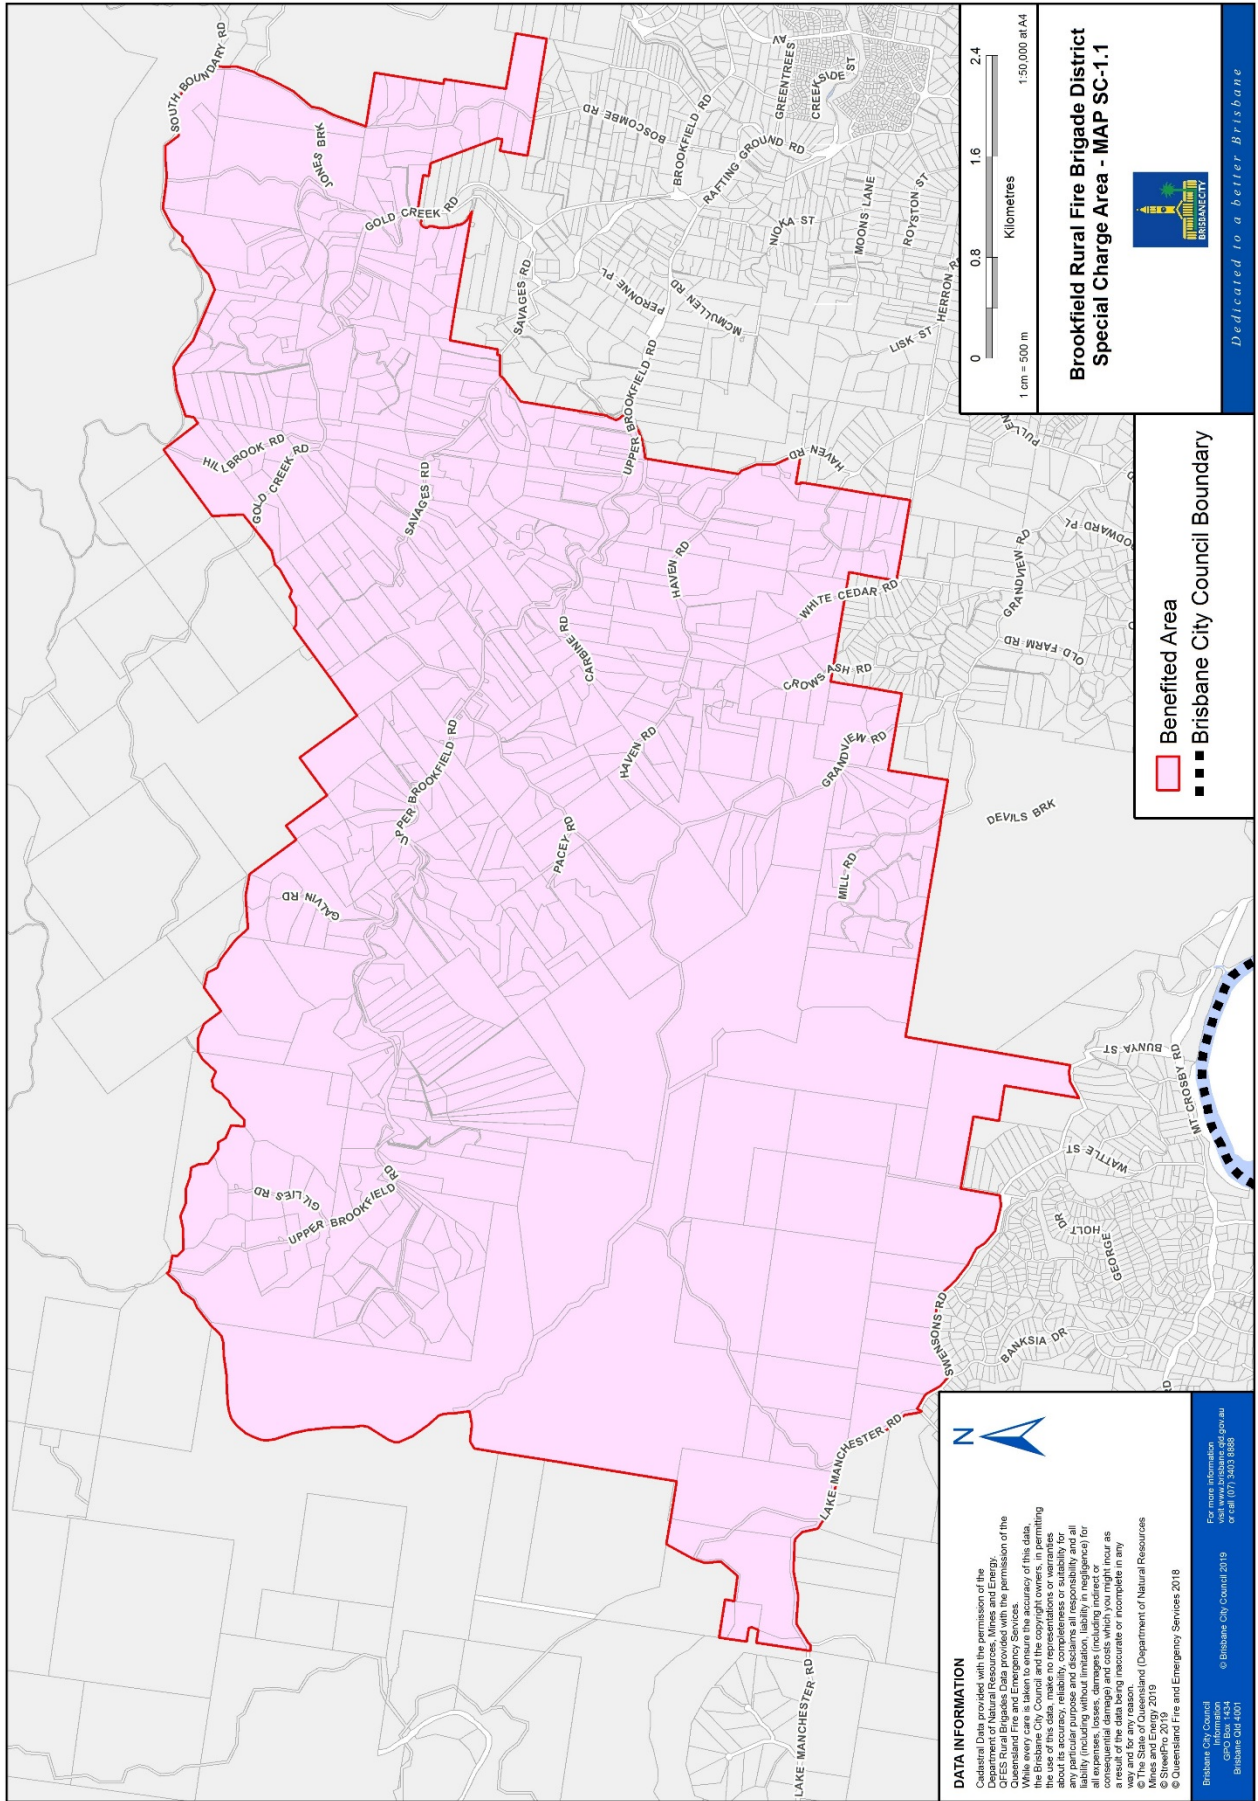 SOUTH BOUNDARY RD
JONES BRK
GOLD CREEK RD
HILLBROOK RD
GOLD CREEK RD
SAVAGES RD
SAVAGES RD
BOSCOMBE RD
BROOKFIELD RD
RAFTING GROUND RD
GREENTREES
AV
CREEKSIDE ST
NIOKA ST
MOONS LANE
ROYSTON ST
PERONNE PL
MCMULLEN RD
LISK ST
HERRON R
UPPER BROOKFIELD RD
HAVEN RD
PULLEN
HAVEN RD
WHITE CEDAR RD
GRANDVIEW RD
ODWARD PL
OLD FARM RD
CROWS ASH RD
CARBINE RD
UPPER BROOKFIELD RD
HAVEN RD
GRANDVIEW RD
PACEY RD
MILL RD
DEVILS BRK
GALVIN RD
GILLIES RD
UPPER BROOKFIELD RD
BUNYA ST
MT CROSBY RD
WATTLE ST
HOLT
DR
GEORGE
BANKSIA DR
SWENSONS RD
RD
LAKE MANCHESTER RD
LAKE MANCHESTER RD
DATA INFORMATION
Cadastral Data provided with the permission of the
Department of Natural Resources, Mines and Energy.
QFES Rural Brigades Data provided with the permission of the
Queensland Fire and Emergency Services.
While every care is taken to ensure the accuracy of this data,
the Brisbane City Council and the copyright owners, in permitting
the use of this data, make no representations or warranties
about its accuracy, reliability, completeness or suitability for
any particular purpose and disclaims all responsibility and all
liability (including without limitation, liability in negligence) for
all expenses, losses, damages (including indirect or
consequential damage) and costs which you might incur as
a result of the data being inaccurate or incomplete in any
way and for any reason.
© The State of Queensland (Department of Natural Resources
Mines and Energy 2019
© StreetPro 2019
© Queensland Fire and Emergency Services 2018
N
Brisbane City Council
Information
GPO Box 1434
Brisbane Qld 4001
© Brisbane City Council 2019
For more information
visit www.brisbane.qld.gov.au
or call (07) 3403 8888
Benefited Area
Brisbane City Council Boundary
0 0.8 1.6 2.4
Kilometres
1 cm = 500 m
1:50,000 at A4
Brookfield Rural Fire Brigade District
Special Charge Area - MAP SC-1.1
BRISBANE CITY
Dedicated to a better Brisbane